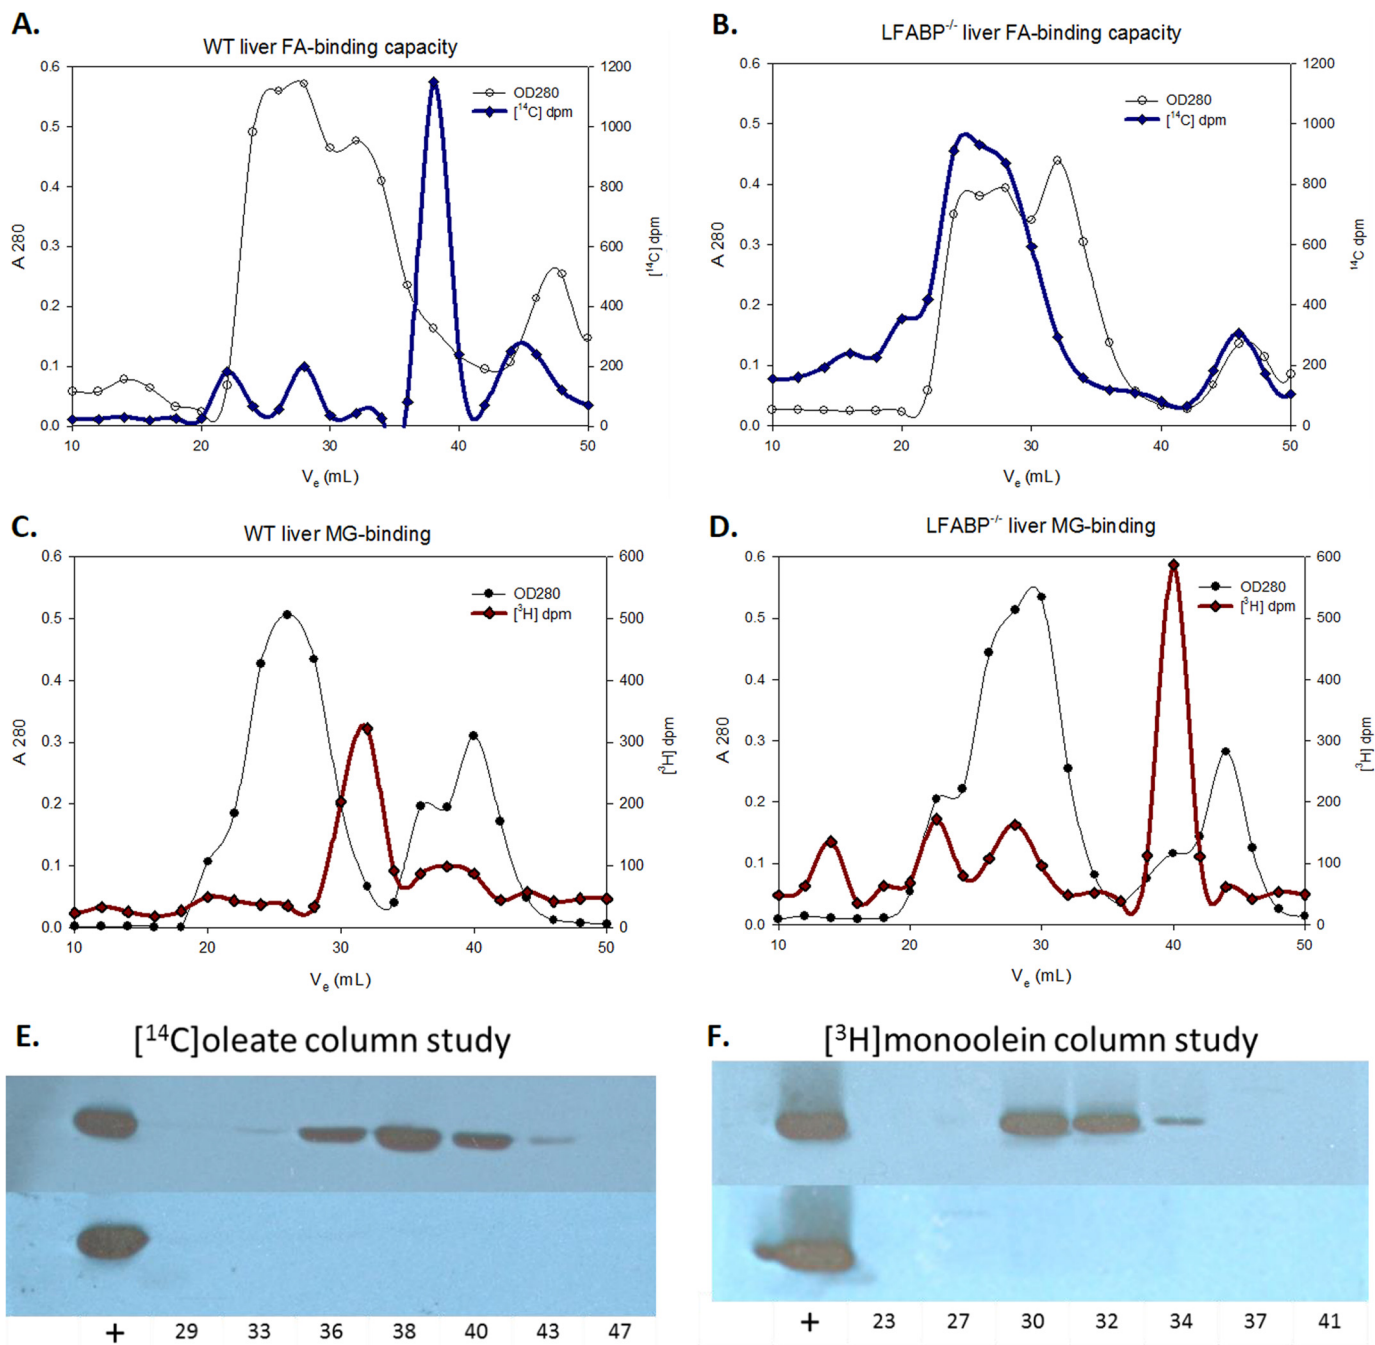 A.
WT liver FA-binding capacity
0.6
0.5
0.4
0.3
0.2
0.1
0.0
A 280
1200
1000
800
600
400
200
0
[¹⁴C] dpm
OD280
[¹⁴C] dpm
10 20 30 40 50
Vₑ (mL)
B.
LFABP⁻/⁻ liver FA-binding capacity
0.6
0.5
0.4
0.3
0.2
0.1
0.0
A 280
1200
1000
800
600
400
200
0
¹⁴C dpm
OD280
[¹⁴C] dpm
10 20 30 40 50
Vₑ (mL)
C.
WT liver MG-binding
0.6
0.5
0.4
0.3
0.2
0.1
0.0
A 280
600
500
400
300
200
100
0
[³H] dpm
OD280
[³H] dpm
10 20 30 40 50
Vₑ (mL)
D.
LFABP⁻/⁻ liver MG-binding
0.6
0.5
0.4
0.3
0.2
0.1
0.0
A 280
600
500
400
300
200
100
0
[³H] dpm
OD280
[³H] dpm
10 20 30 40 50
Vₑ (mL)
E.
[¹⁴C]oleate column study
+ 29 33 36 38 40 43 47
F.
[³H]monoolein column study
+ 23 27 30 32 34 37 41